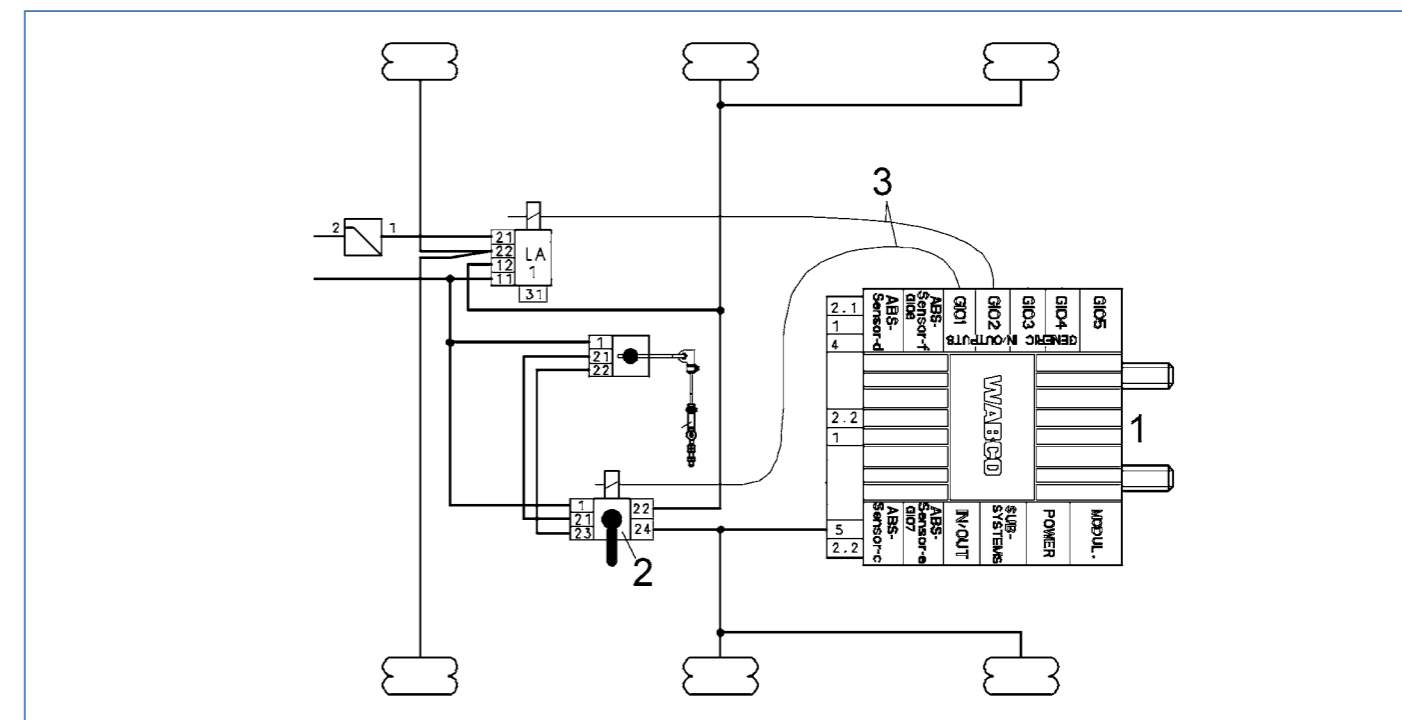 3
2
1
21
22
12
11
LA
1
31
1
21
22
1
21
23
22
24
2
2.1
1
4
2.2
1
5
2.2
ABS-
Sensor-d
ABS-
Sensor-f
GIO6
GIO1
GIO2
GIO3
GIO4
GIO5
GENERIC IN/OUTPUTS
WABCO
1
ABS-
Sensor-c
ABS-
Sensor-e
GIO7
IN/OUT
SUB-
SYSTEMS
POWER
MODUL.